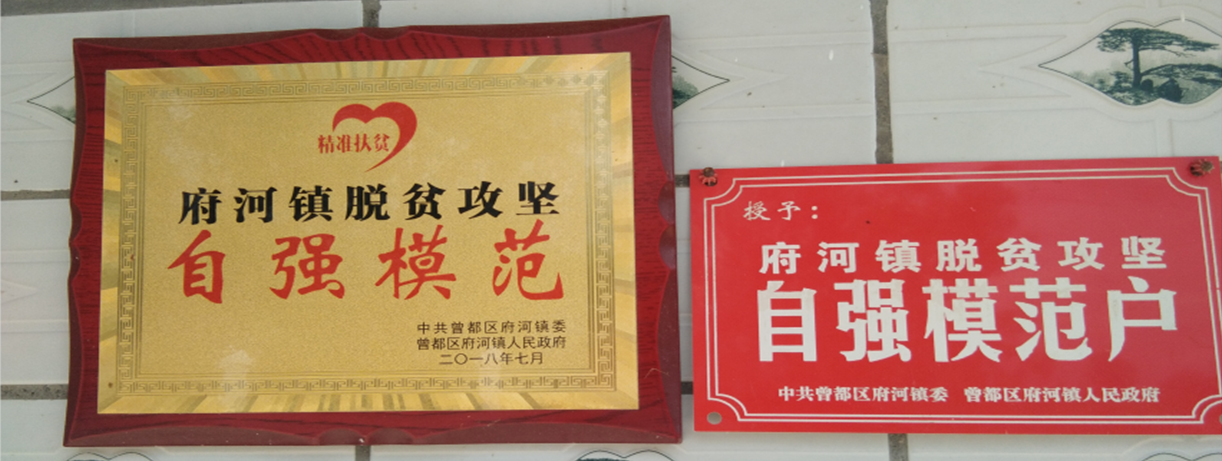 精准扶贫
府河镇脱贫攻坚
自强模范
中共曾都区府河镇委
曾都区府河镇人民政府
二〇一八年七月
授予：
府河镇脱贫攻坚
自强模范户
中共曾都区府河镇委 曾都区府河镇人民政府